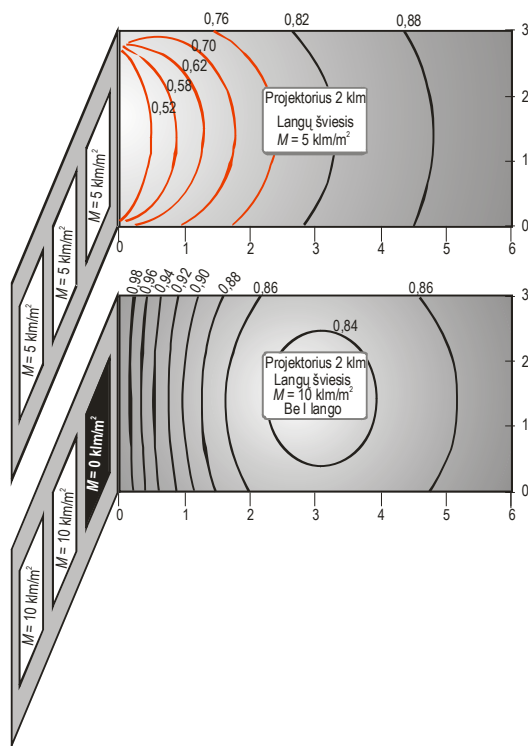 0,76 0,82 0,88
0,70
0,62
0,58
0,52
Projektorius 2 klm
Langų šviesis
M = 5 klm/m²
3
2
1
0
0 1 2 3 4 5 6
M = 5 klm/m²
M = 5 klm/m²
M = 5 klm/m²
0,98 0,96 0,94 0,92 0,90 0,88 0,86 0,86
0,84
Projektorius 2 klm
Langų šviesis
M = 10 klm/m²
Be I lango
3
2
1
0
0 1 2 3 4 5 6
M = 0 klm/m²
M = 10 klm/m²
M = 10 klm/m²